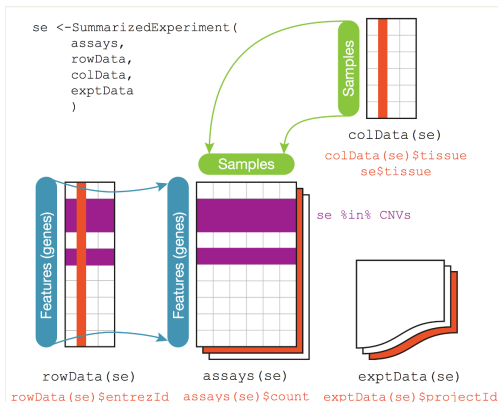 se <-SummarizedExperiment(
assays,
rowData,
colData,
exptData
)
Samples
colData(se)
colData(se)$tissue
se$tissue
Samples
Features (genes)
Features (genes)
se %in% CNVs
rowData(se)
rowData(se)$entrezId
assays(se)
assays(se)$count
exptData(se)
exptData(se)$projectId